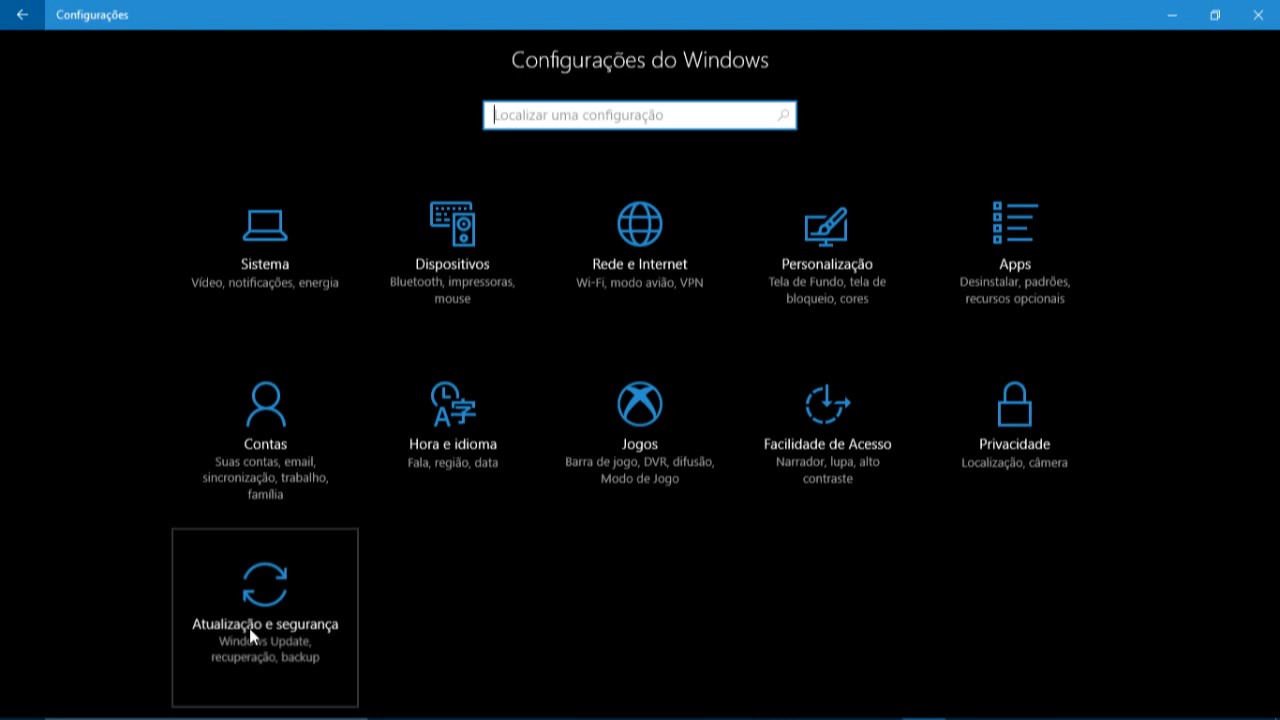 Configurações
Configurações do Windows
Localizar uma configuração
Sistema
Vídeo, notificações, energia
Dispositivos
Bluetooth, impressoras,
mouse
Rede e Internet
Wi-Fi, modo avião, VPN
Personalização
Tela de Fundo, tela de
bloqueio, cores
Apps
Desinstalar, padrões,
recursos opcionais
Contas
Suas contas, email,
sincronização, trabalho,
família
Hora e idioma
Fala, região, data
Jogos
Barra de jogo, DVR, difusão,
Modo de Jogo
Facilidade de Acesso
Narrador, lupa, alto
contraste
Privacidade
Localização, câmera
Atualização e segurança
Windows Update,
recuperação, backup